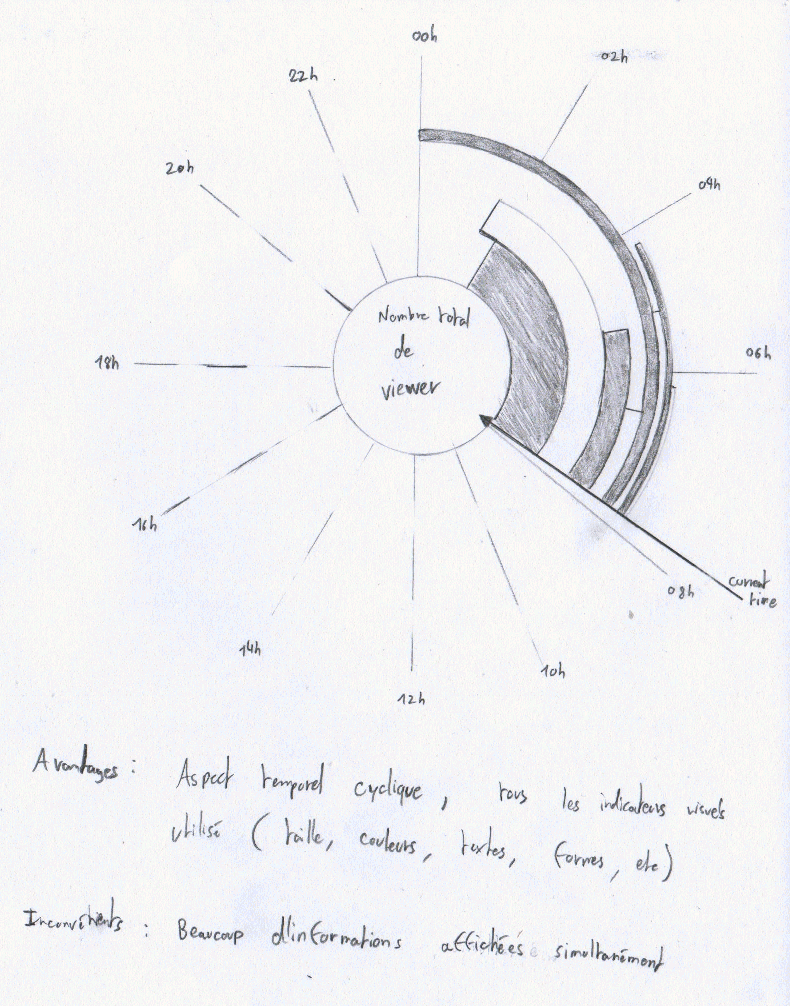 00h
02h
22h
04h
20h
Nombre total
de
viewer
06h
18h
16h
08h
current
time
14h
10h
12h
Avantages : Aspect temporel cyclique, tous les indicateurs visuels
utilisé (taille, couleurs, textes, formes, etc)
Inconvénients : Beaucoup d'informations affichées simultanément